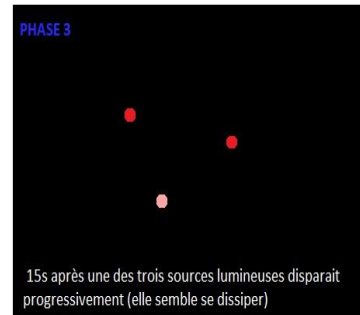 PHASE 3
15s après une des trois sources lumineuses disparait
progressivement (elle semble se dissiper)